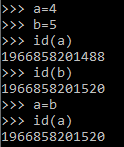 >>> a=4
>>> b=5
>>> id(a)
1966858201488
>>> id(b)
1966858201520
>>> a=b
>>> id(a)
1966858201520